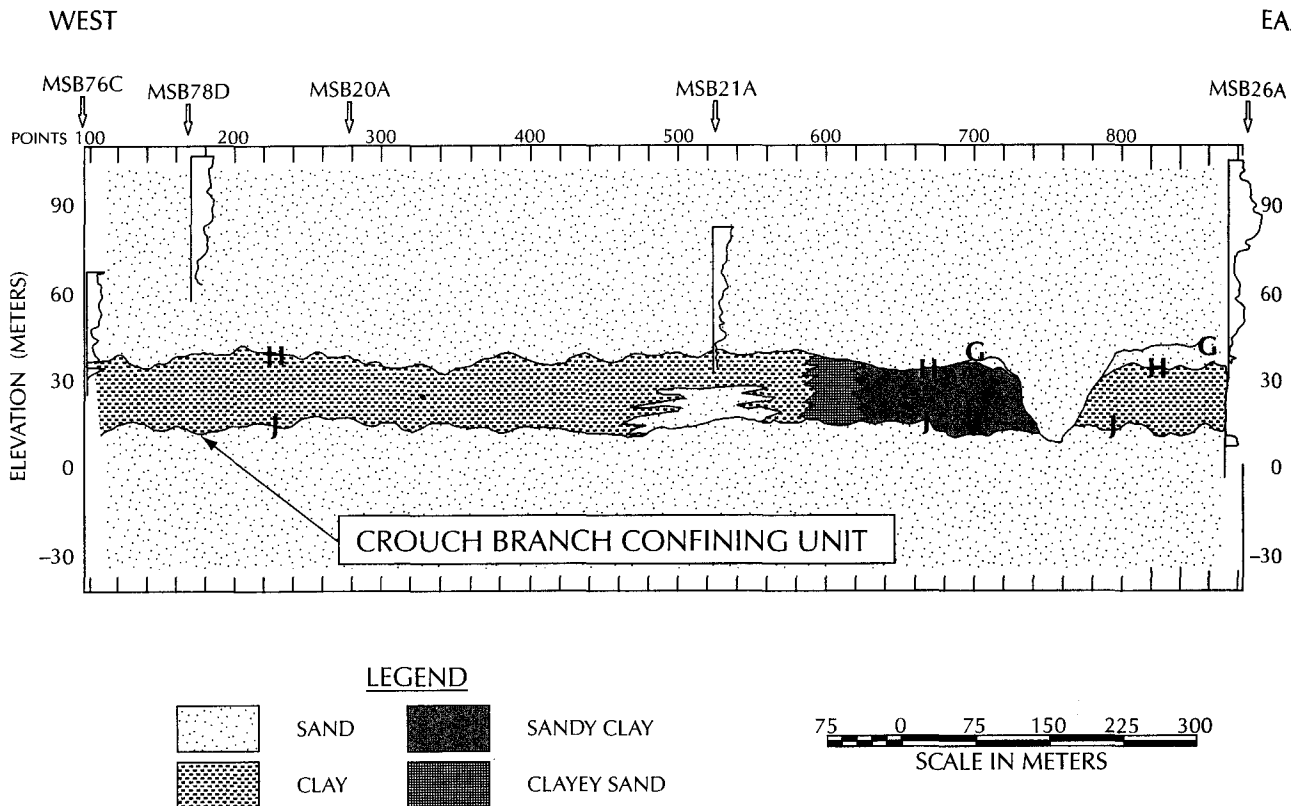 WEST EA
MSB76C MSB78D MSB20A MSB21A MSB26A
POINTS 100 200 300 400 500 600 700 800
ELEVATION (METERS)
90 90
60 60
G G
H H H
30 30
J J J
0 0
CROUCH BRANCH CONFINING UNIT
–30 –30
LEGEND
SAND SANDY CLAY
CLAY CLAYEY SAND
75 0 75 150 225 300
SCALE IN METERS